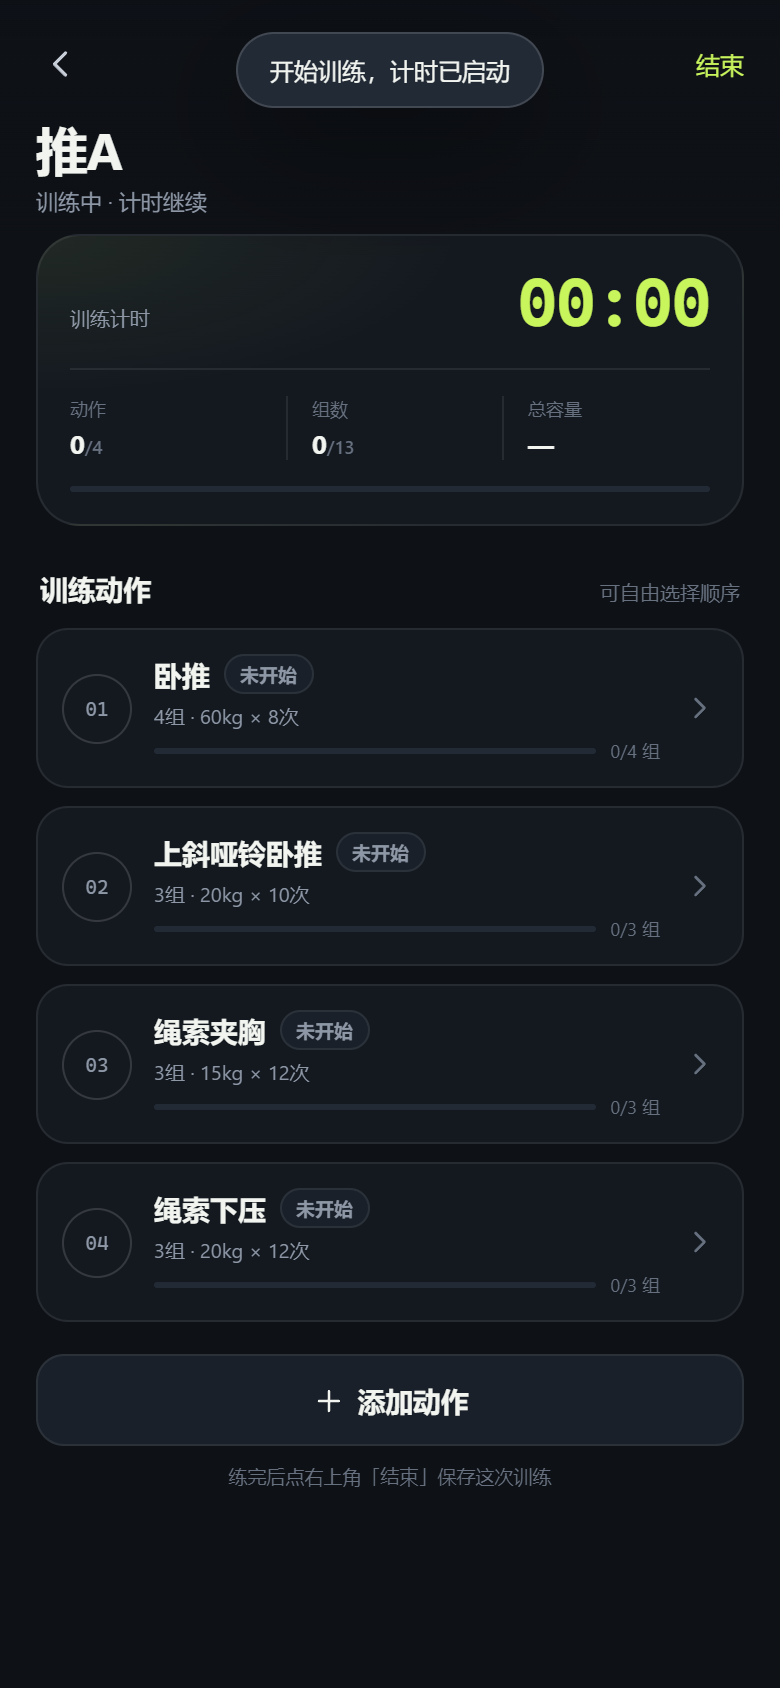 开始训练，计时已启动
结束
推A
训练中 · 计时继续
训练计时
00:00
动作
0/4
组数
0/13
总容量
—
训练动作
可自由选择顺序
01
卧推
未开始
4组 · 60kg × 8次
0/4 组
02
上斜哑铃卧推
未开始
3组 · 20kg × 10次
0/3 组
03
绳索夹胸
未开始
3组 · 15kg × 12次
0/3 组
04
绳索下压
未开始
3组 · 20kg × 12次
0/3 组
添加动作
练完后点右上角「结束」保存这次训练